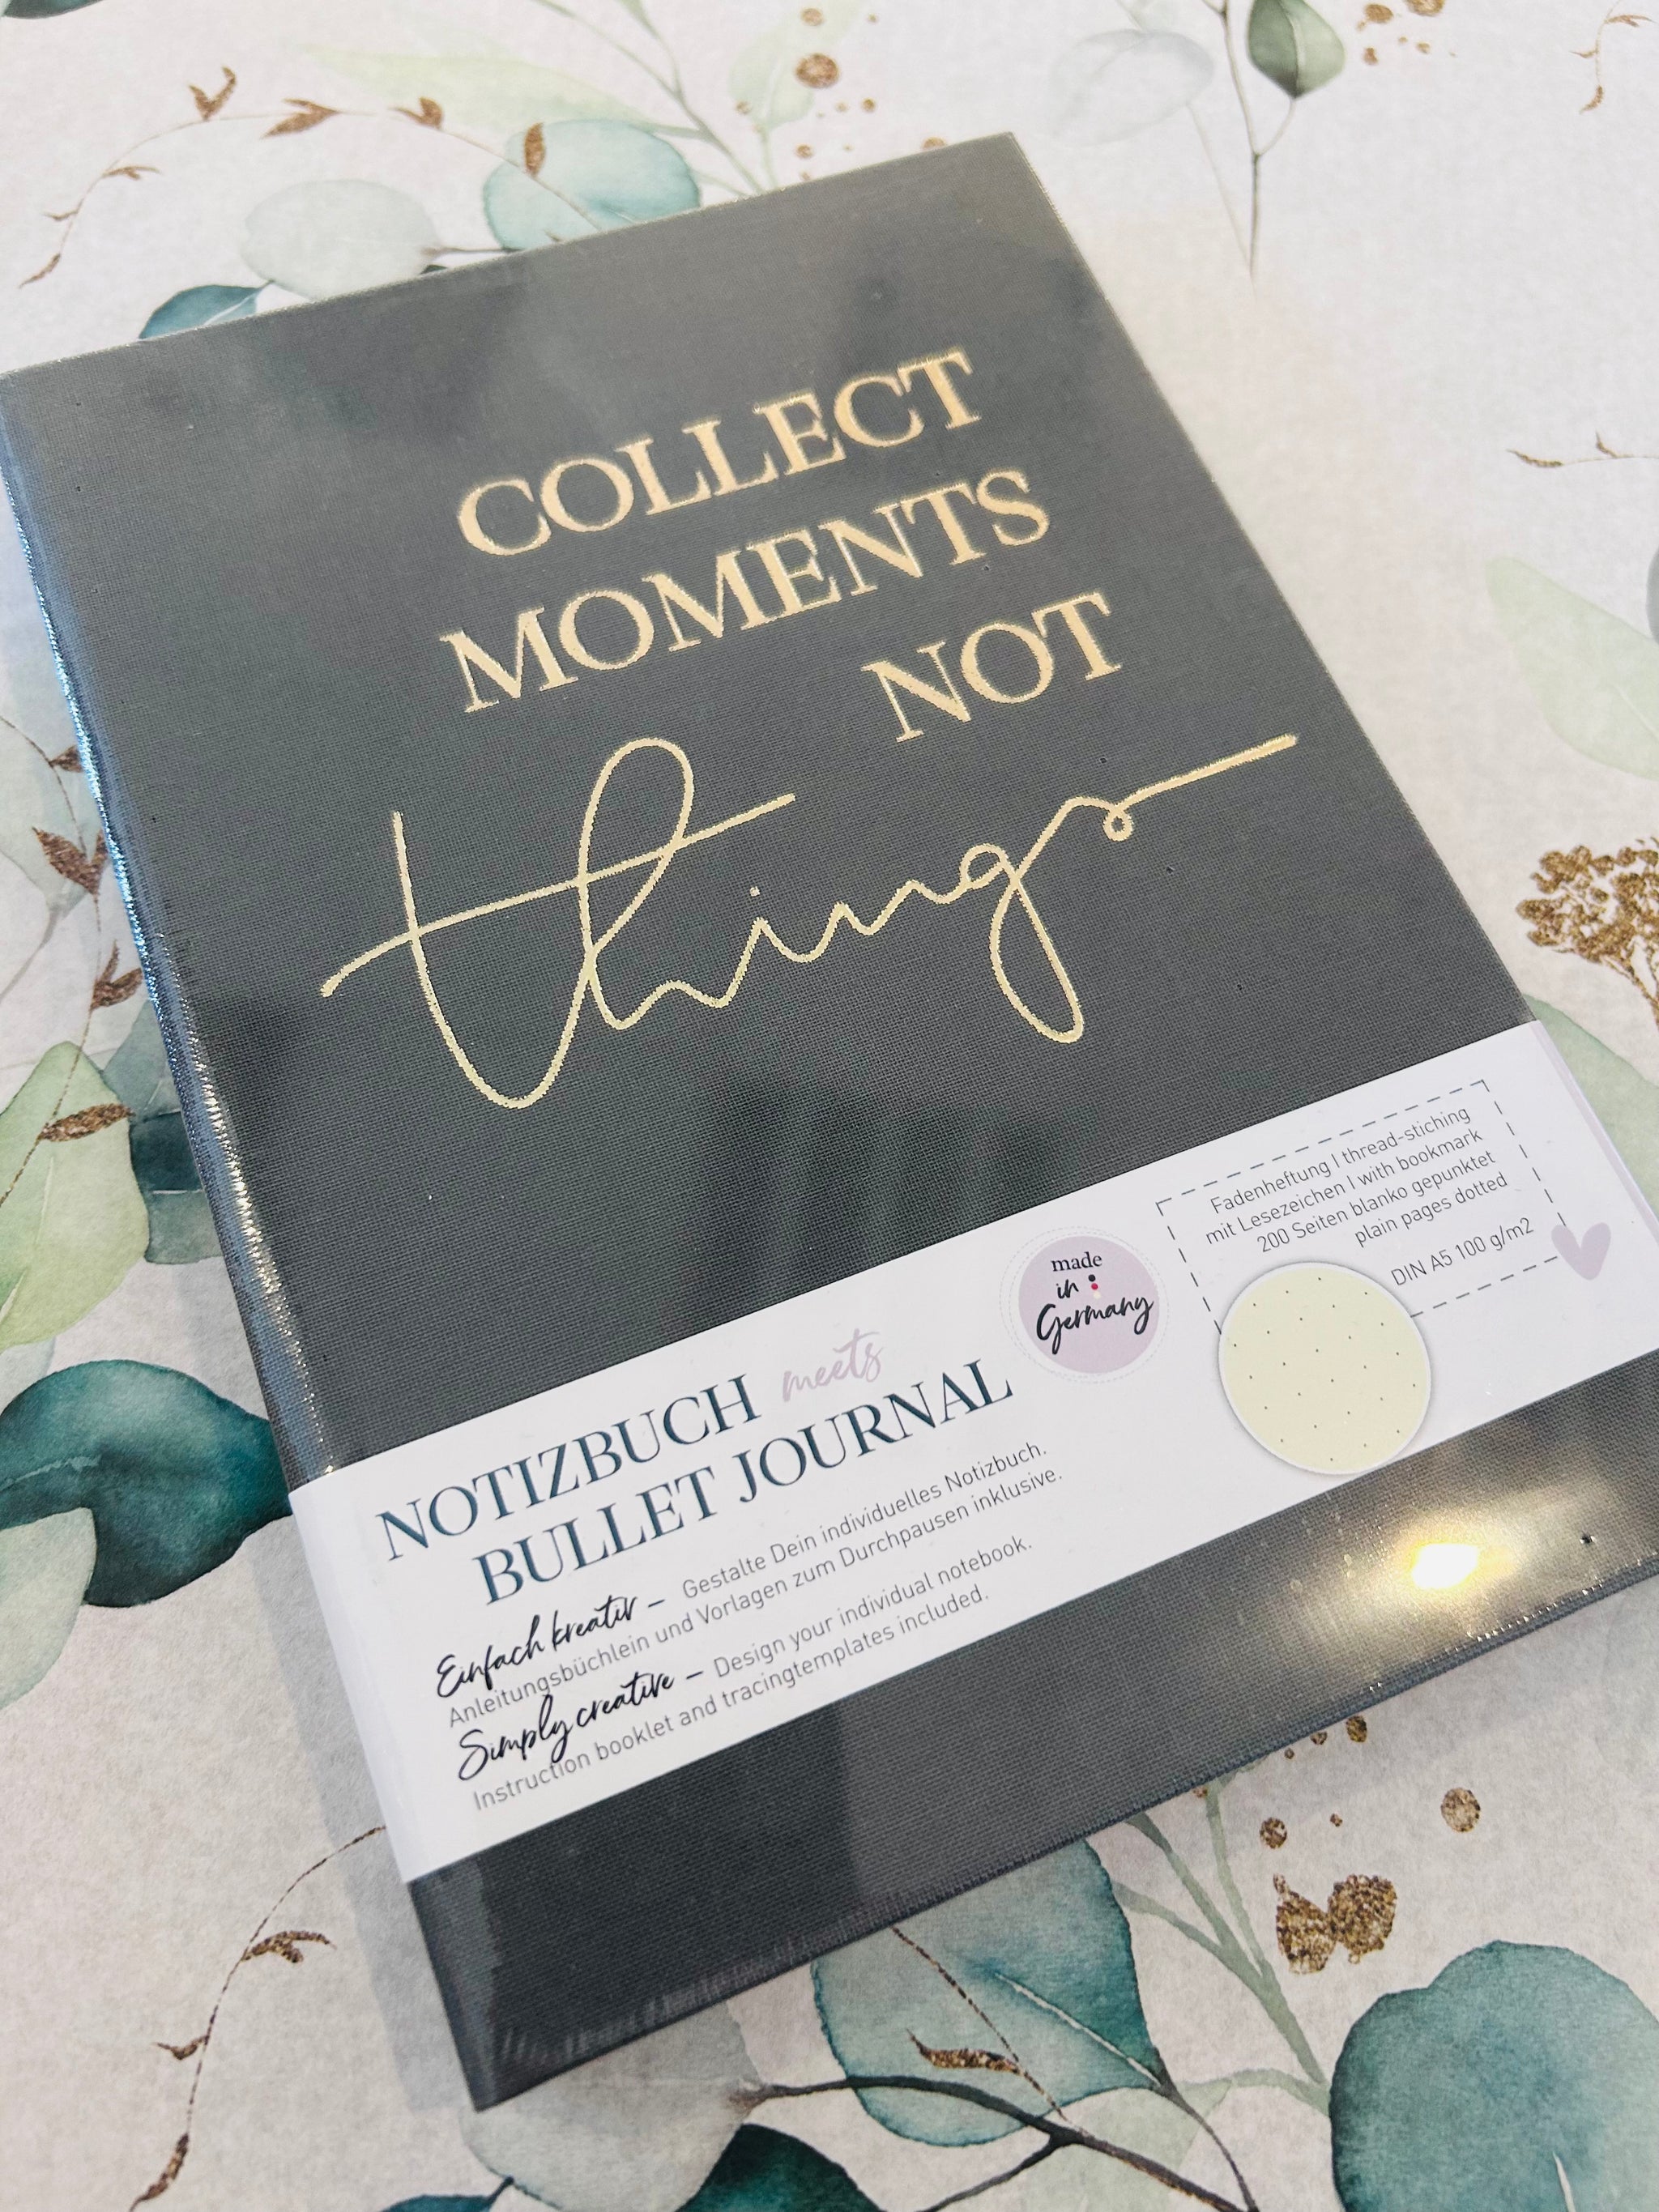 COLLECT
MOMENTS
NOT
things
Fadenheftung | thread-stiching
mit Lesezeichen | with bookmark
200 Seiten blanko gepunktet
plain pages dotted
DIN A5 100 g/m2
made
in
Germany
NOTIZBUCH meets
BULLET JOURNAL
Einfach kreativ – Gestalte Dein individuelles Notizbuch.
Anleitungsbüchlein und Vorlagen zum Durchpausen inklusive.
Simply creative – Design your individual notebook.
Instruction booklet and tracingtemplates included.